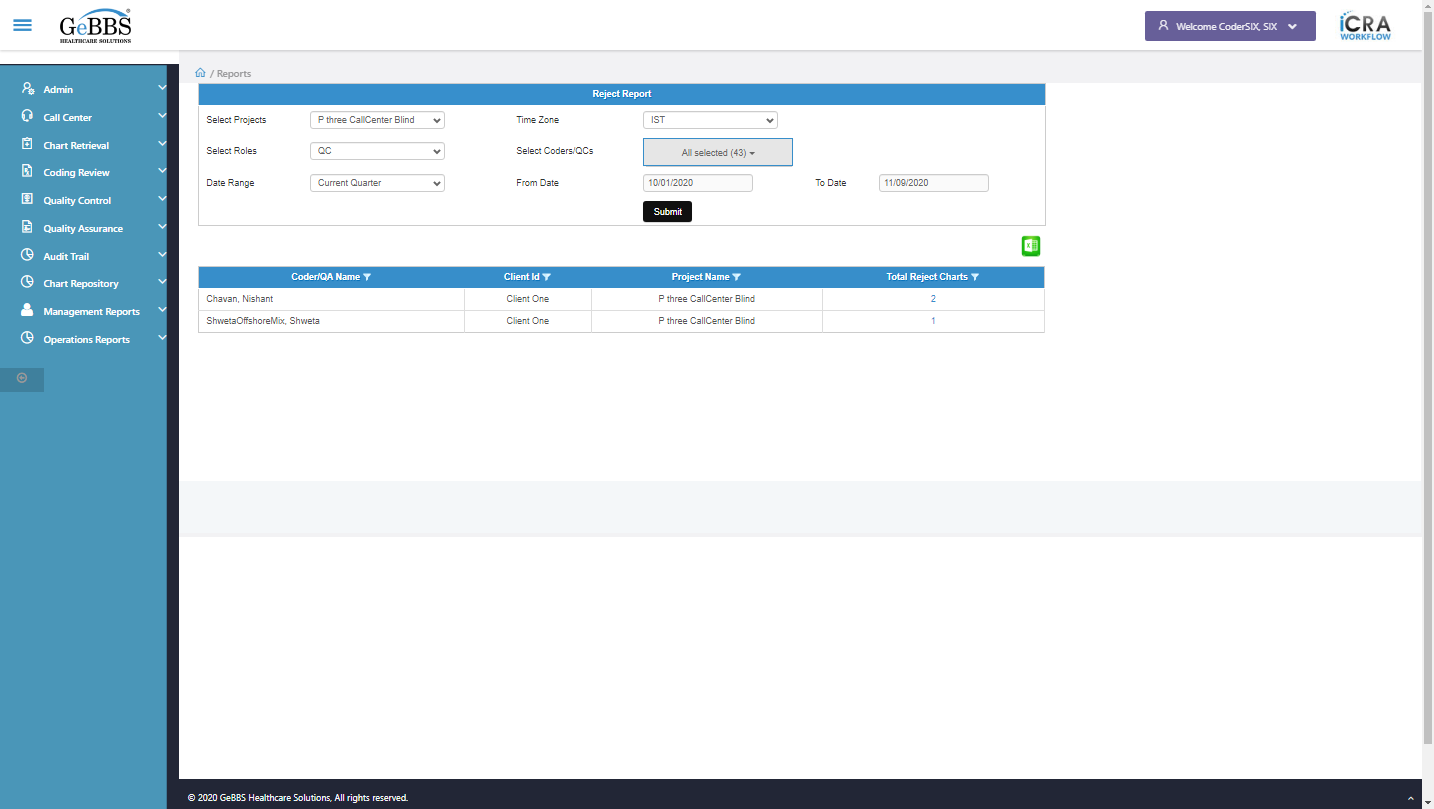 GeBBS®
HEALTHCARE SOLUTIONS
Welcome CoderSIX, SIX
iCRA
WORKFLOW
Admin
Call Center
Chart Retrieval
Coding Review
Quality Control
Quality Assurance
Audit Trail
Chart Repository
Management Reports
Operations Reports
/ Reports
Reject Report
Select Projects P three CallCenter Blind Time Zone IST
Select Roles QC Select Coders/QCs All selected (43)
Date Range Current Quarter From Date 10/01/2020 To Date 11/09/2020
Submit
Coder/QA Name Client Id Project Name Total Reject Charts
Chavan, Nishant Client One P three CallCenter Blind 2
ShwetaOffshoreMix, Shweta Client One P three CallCenter Blind 1
© 2020 GeBBS Healthcare Solutions, All rights reserved.